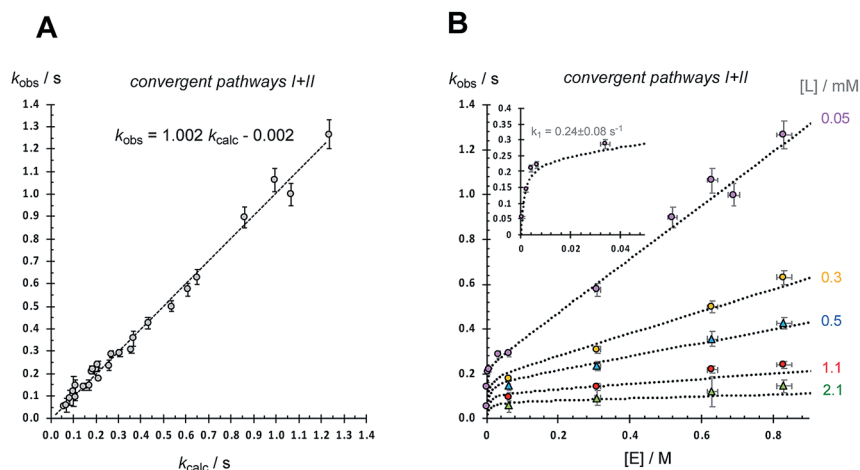 A
k_obs / s
convergent pathways I+II
1.4
1.3
1.2
1.1
1.0
0.9
0.8
0.7
0.6
0.5
0.4
0.3
0.2
0.1
0.0
k_obs = 1.002 k_calc - 0.002
0.0 0.1 0.2 0.3 0.4 0.5 0.6 0.7 0.8 0.9 1.0 1.1 1.2 1.3 1.4
k_calc / s
B
k_obs / s
convergent pathways I+II
[L] / mM
1.4
1.2
1.0
0.8
0.6
0.4
0.2
0.0
0.4
0.35
0.3
0.25
0.2
0.15
0.1
0.05
0
k₁ = 0.24±0.08 s⁻¹
0 0.02 0.04
0.05
0.3
0.5
1.1
2.1
0 0.2 0.4 0.6 0.8
[E] / M